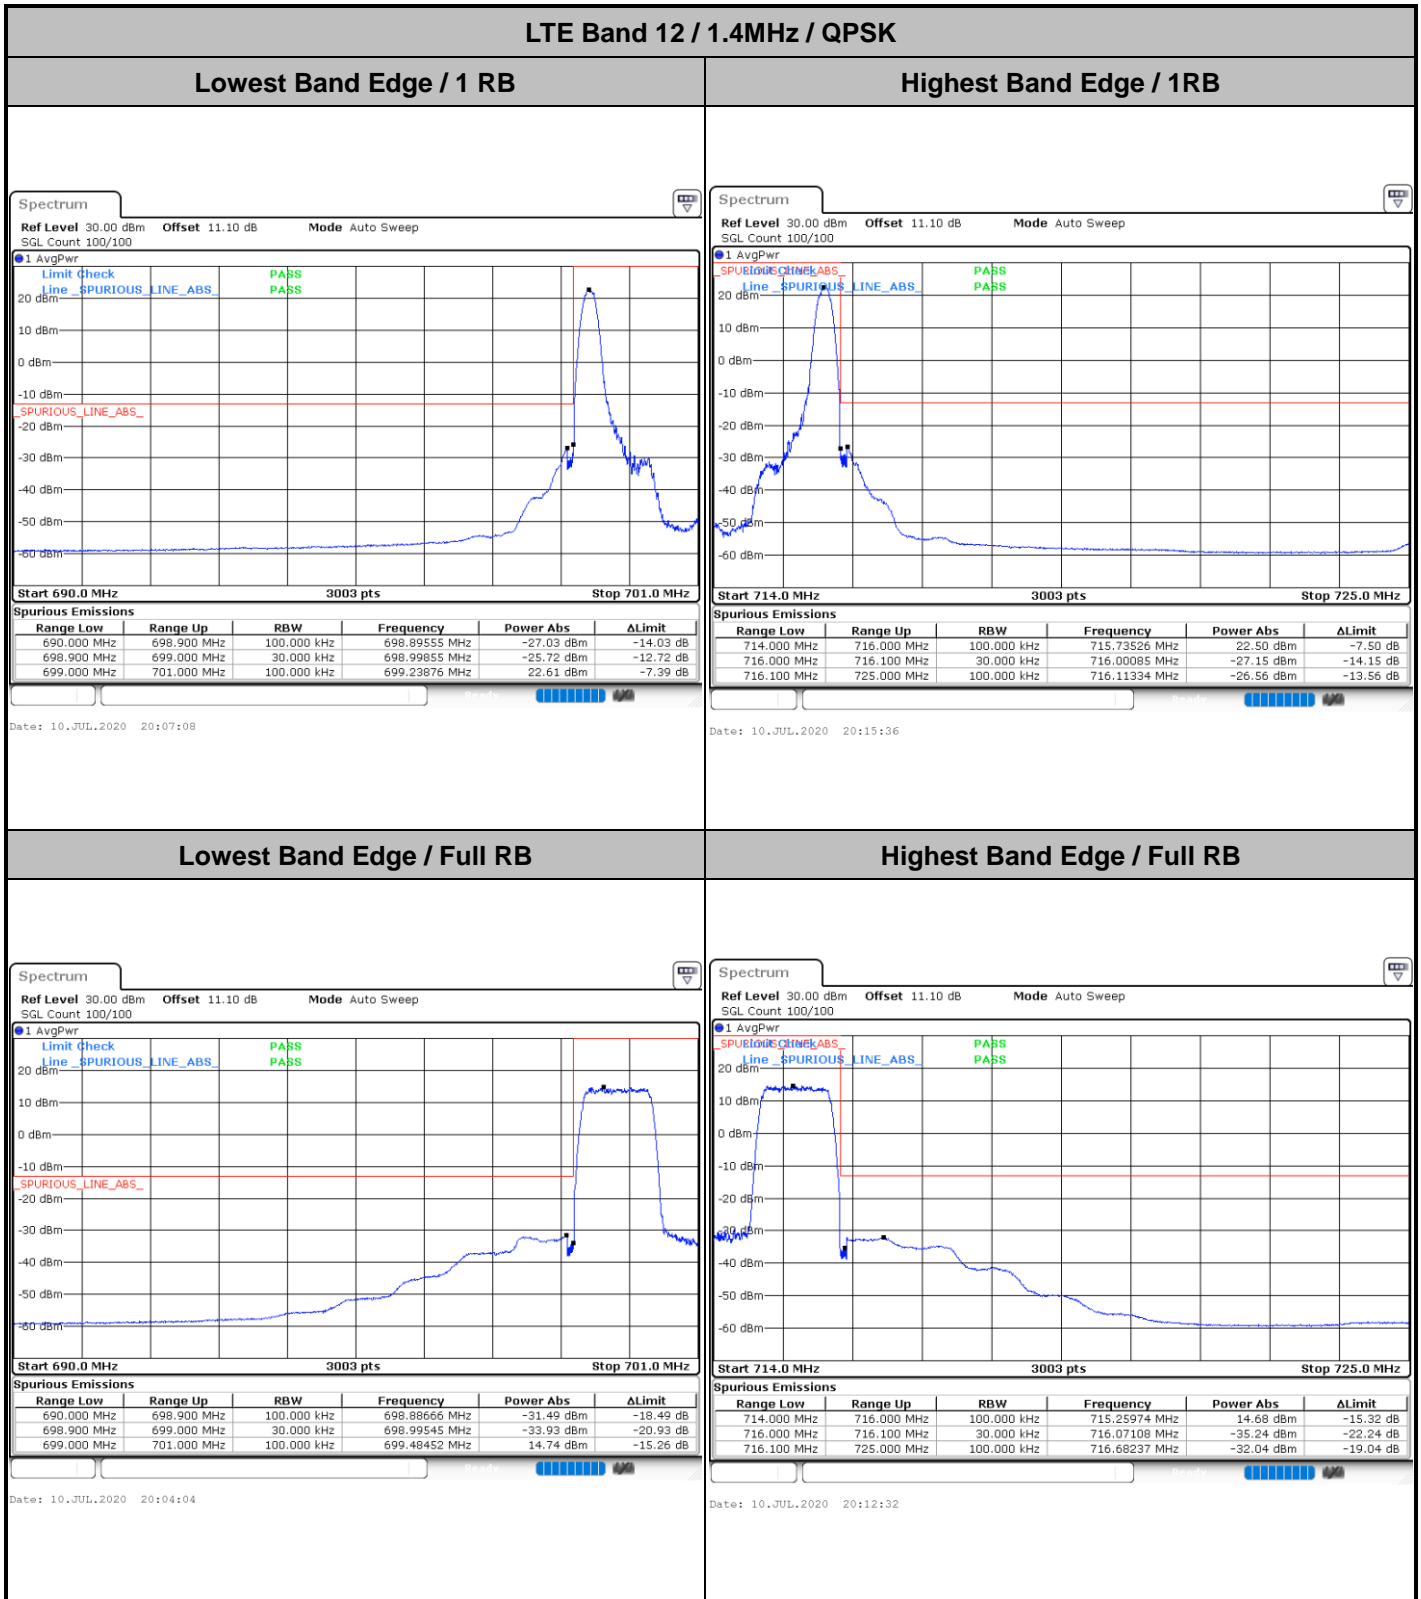 LTE Band 12 / 1.4MHz / QPSK
Lowest Band Edge / 1 RB
Highest Band Edge / 1RB
Spectrum
Ref Level 30.00 dBm Offset 11.10 dB Mode Auto Sweep
SGL Count 100/100
1 AvgPwr
Limit Check PASS
Line _SPURIOUS_LINE_ABS_ PASS
20 dBm
10 dBm
0 dBm
-10 dBm
_SPURIOUS_LINE_ABS_
-20 dBm
-30 dBm
-40 dBm
-50 dBm
-60 dBm
Start 690.0 MHz 3003 pts Stop 701.0 MHz
Spurious Emissions
Range Low Range Up RBW Frequency Power Abs ΔLimit
690.000 MHz 698.900 MHz 100.000 kHz 698.89555 MHz -27.03 dBm -14.03 dB
698.900 MHz 699.000 MHz 30.000 kHz 698.99855 MHz -25.72 dBm -12.72 dB
699.000 MHz 701.000 MHz 100.000 kHz 699.23876 MHz 22.61 dBm -7.39 dB
Ready
Date: 10.JUL.2020 20:07:08
Spectrum
Ref Level 30.00 dBm Offset 11.10 dB Mode Auto Sweep
SGL Count 100/100
1 AvgPwr
_SPURIOUS_LINE_ABS_
Limit Check PASS
Line _SPURIOUS_LINE_ABS_ PASS
20 dBm
10 dBm
0 dBm
-10 dBm
-20 dBm
-30 dBm
-40 dBm
-50 dBm
-60 dBm
Start 714.0 MHz 3003 pts Stop 725.0 MHz
Spurious Emissions
Range Low Range Up RBW Frequency Power Abs ΔLimit
714.000 MHz 716.000 MHz 100.000 kHz 715.73526 MHz 22.50 dBm -7.50 dB
716.000 MHz 716.100 MHz 30.000 kHz 716.00085 MHz -27.15 dBm -14.15 dB
716.100 MHz 725.000 MHz 100.000 kHz 716.11334 MHz -26.56 dBm -13.56 dB
Ready
Date: 10.JUL.2020 20:15:36
Lowest Band Edge / Full RB
Highest Band Edge / Full RB
Spectrum
Ref Level 30.00 dBm Offset 11.10 dB Mode Auto Sweep
SGL Count 100/100
1 AvgPwr
Limit Check PASS
Line _SPURIOUS_LINE_ABS_ PASS
20 dBm
10 dBm
0 dBm
-10 dBm
_SPURIOUS_LINE_ABS_
-20 dBm
-30 dBm
-40 dBm
-50 dBm
-60 dBm
Start 690.0 MHz 3003 pts Stop 701.0 MHz
Spurious Emissions
Range Low Range Up RBW Frequency Power Abs ΔLimit
690.000 MHz 698.900 MHz 100.000 kHz 698.88666 MHz -31.49 dBm -18.49 dB
698.900 MHz 699.000 MHz 30.000 kHz 698.99545 MHz -33.93 dBm -20.93 dB
699.000 MHz 701.000 MHz 100.000 kHz 699.48452 MHz 14.74 dBm -15.26 dB
Ready
Date: 10.JUL.2020 20:04:04
Spectrum
Ref Level 30.00 dBm Offset 11.10 dB Mode Auto Sweep
SGL Count 100/100
1 AvgPwr
_SPURIOUS_LINE_ABS_
Limit Check PASS
Line _SPURIOUS_LINE_ABS_ PASS
20 dBm
10 dBm
0 dBm
-10 dBm
-20 dBm
-30 dBm
-40 dBm
-50 dBm
-60 dBm
Start 714.0 MHz 3003 pts Stop 725.0 MHz
Spurious Emissions
Range Low Range Up RBW Frequency Power Abs ΔLimit
714.000 MHz 716.000 MHz 100.000 kHz 715.25974 MHz 14.68 dBm -15.32 dB
716.000 MHz 716.100 MHz 30.000 kHz 716.07108 MHz -35.24 dBm -22.24 dB
716.100 MHz 725.000 MHz 100.000 kHz 716.68237 MHz -32.04 dBm -19.04 dB
Ready
Date: 10.JUL.2020 20:12:32